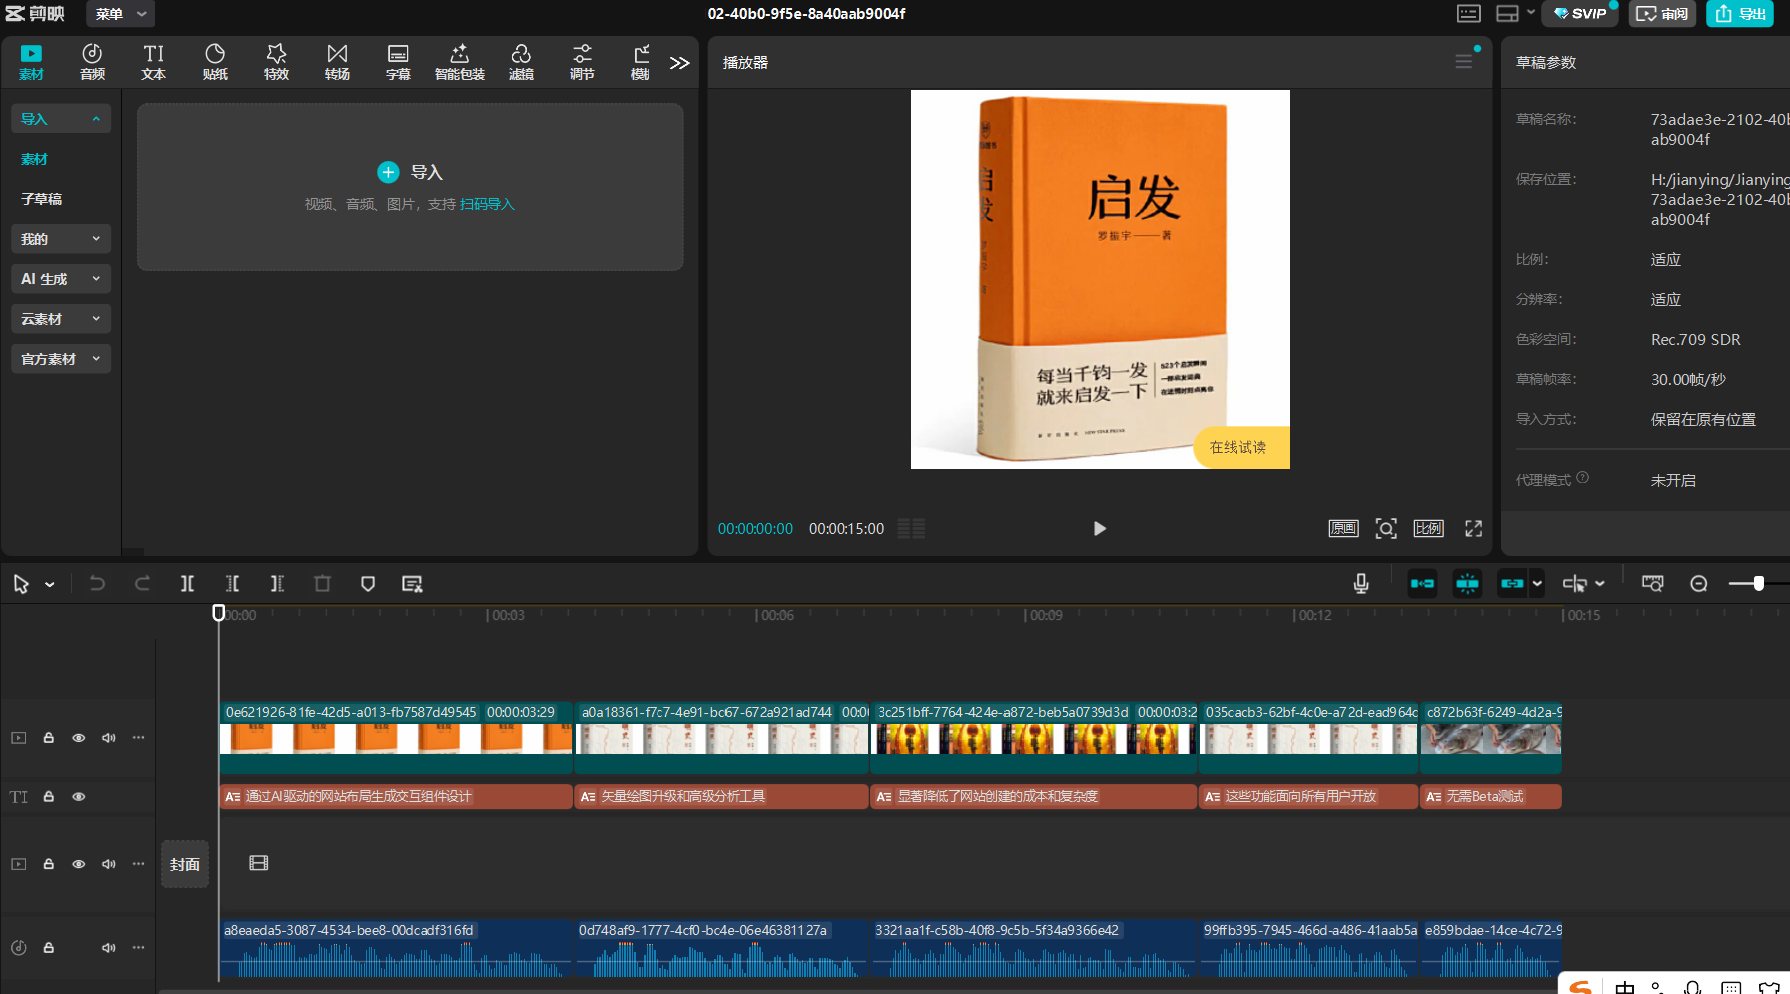 剪映
菜单
02-40b0-9f5e-8a40aab9004f
SVIP
审阅
导出
素材
音频
文本
贴纸
特效
转场
字幕
智能包装
滤镜
调节
导入
素材
子草稿
我的
AI 生成
云素材
官方素材
导入
视频、音频、图片，支持 扫码导入
播放器
启发
罗振宇——著
启发
每当千钧一发
就来启发一下
在线试读
00:00:00:00
00:00:15:00
原画
比例
草稿参数
草稿名称：
73adae3e-2102-40b
ab9004f
保存位置：
H:/jianying/Jianying
73adae3e-2102-40b
ab9004f
比例：
适应
分辨率：
适应
色彩空间：
Rec.709 SDR
草稿帧率：
30.00帧/秒
导入方式：
保留在原有位置
代理模式
未开启
00:00
00:03
00:06
00:09
00:12
00:15
0e621926-81fe-42d5-a013-fb7587d49545 00:00:03:29
a0a18361-f7c7-4e91-bc67-672a921ad744 00:0
3c251bff-7764-424e-a872-beb5a0739d3d 00:00:03:2
035cacb3-62bf-4c0e-a72d-ead964c
c872b63f-6249-4d2a-9
TI
通过AI驱动的网站布局生成交互组件设计
矢量绘图升级和高级分析工具
显著降低了网站创建的成本和复杂度
这些功能面向所有用户开放
无需Beta测试
封面
a8eaeda5-3087-4534-bee8-00dcadf316fd
0d748af9-1777-4cf0-bc4e-06e46381127a
3321aa1f-c58b-40f8-9c5b-5f34a9366e42
99ffb395-7945-466d-a486-41aab5a
e859bdae-14ce-4c72-9
中